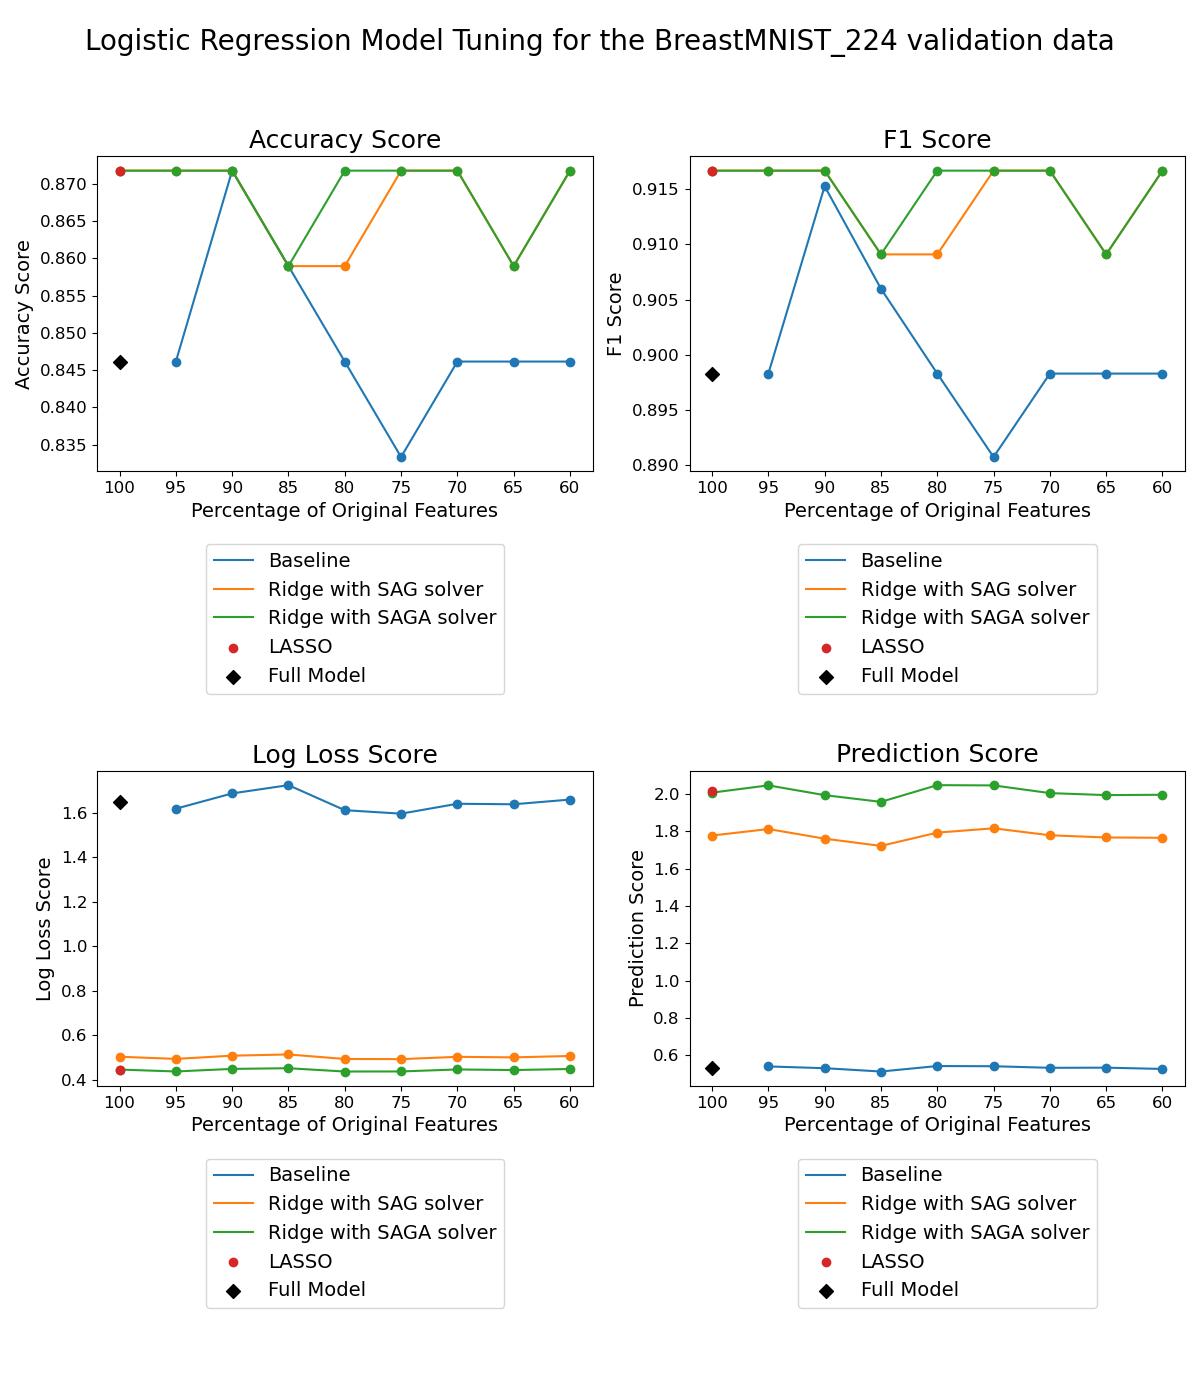 Logistic Regression Model Tuning for the BreastMNIST_224 validation data
Accuracy Score
Accuracy Score
0.870
0.865
0.860
0.855
0.850
0.845
0.840
0.835
100 95 90 85 80 75 70 65 60
Percentage of Original Features
Baseline
Ridge with SAG solver
Ridge with SAGA solver
LASSO
Full Model
F1 Score
F1 Score
0.915
0.910
0.905
0.900
0.895
0.890
100 95 90 85 80 75 70 65 60
Percentage of Original Features
Baseline
Ridge with SAG solver
Ridge with SAGA solver
LASSO
Full Model
Log Loss Score
Log Loss Score
1.6
1.4
1.2
1.0
0.8
0.6
0.4
100 95 90 85 80 75 70 65 60
Percentage of Original Features
Baseline
Ridge with SAG solver
Ridge with SAGA solver
LASSO
Full Model
Prediction Score
Prediction Score
2.0
1.8
1.6
1.4
1.2
1.0
0.8
0.6
100 95 90 85 80 75 70 65 60
Percentage of Original Features
Baseline
Ridge with SAG solver
Ridge with SAGA solver
LASSO
Full Model